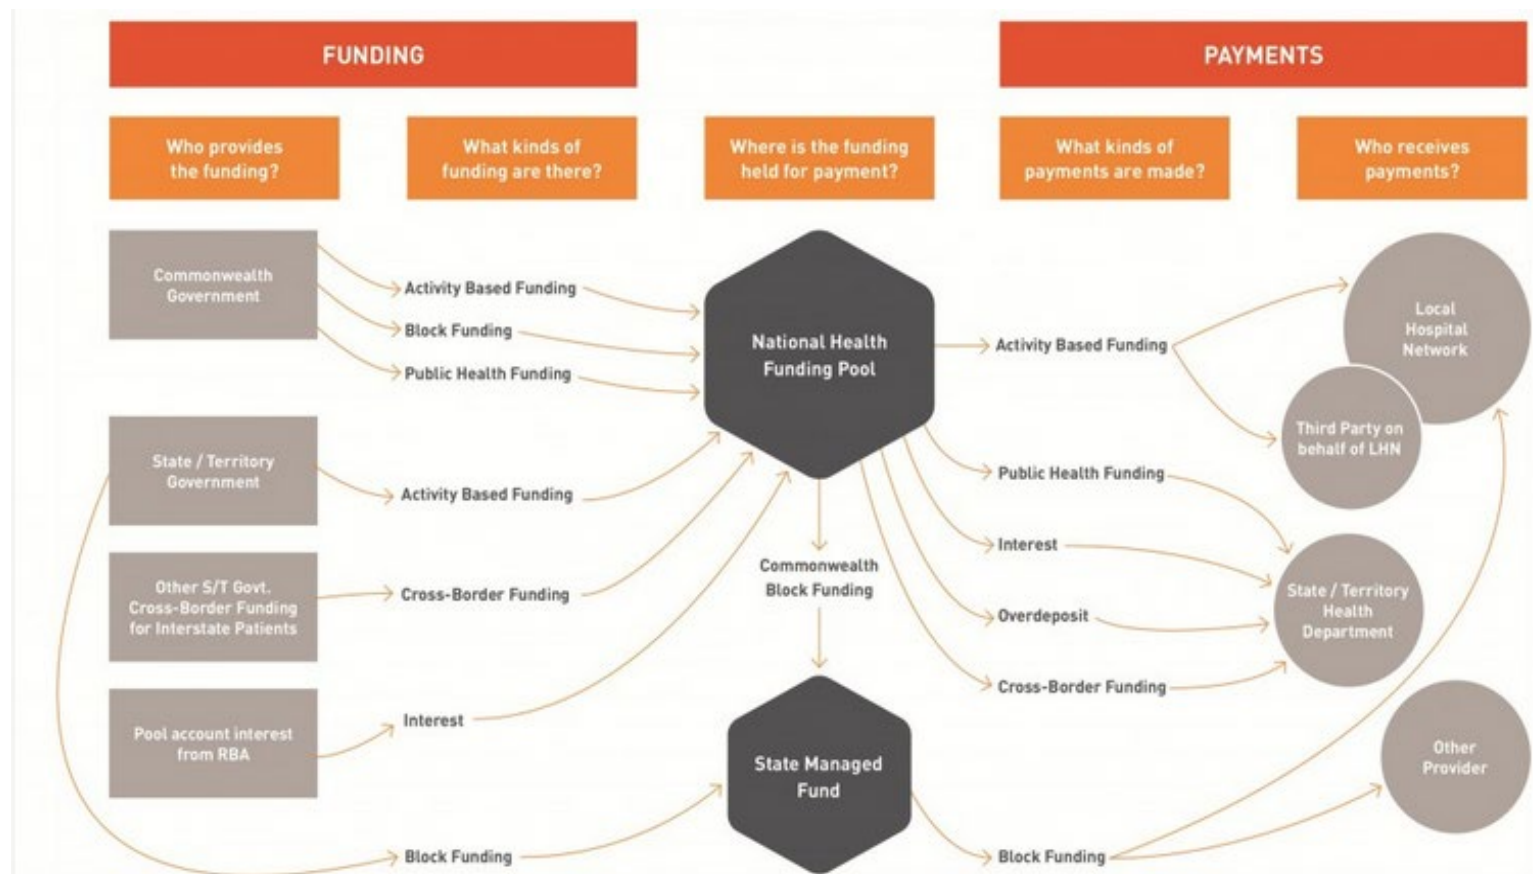 FUNDING
PAYMENTS
Who provides
the funding?
What kinds of
funding are there?
Where is the funding
held for payment?
What kinds of
payments are made?
Who receives
payments?
Commonwealth
Government
Activity Based Funding
Block Funding
Public Health Funding
State / Territory
Government
Activity Based Funding
Other S/T Govt.
Cross-Border Funding
for Interstate Patients
Cross-Border Funding
Pool account interest
from RBA
Interest
Block Funding
National Health
Funding Pool
Commonwealth
Block Funding
State Managed
Fund
Activity Based Funding
Public Health Funding
Interest
Overdeposit
Cross-Border Funding
Block Funding
Local
Hospital
Network
Third Party on
behalf of LHN
State / Territory
Health
Department
Other
Provider